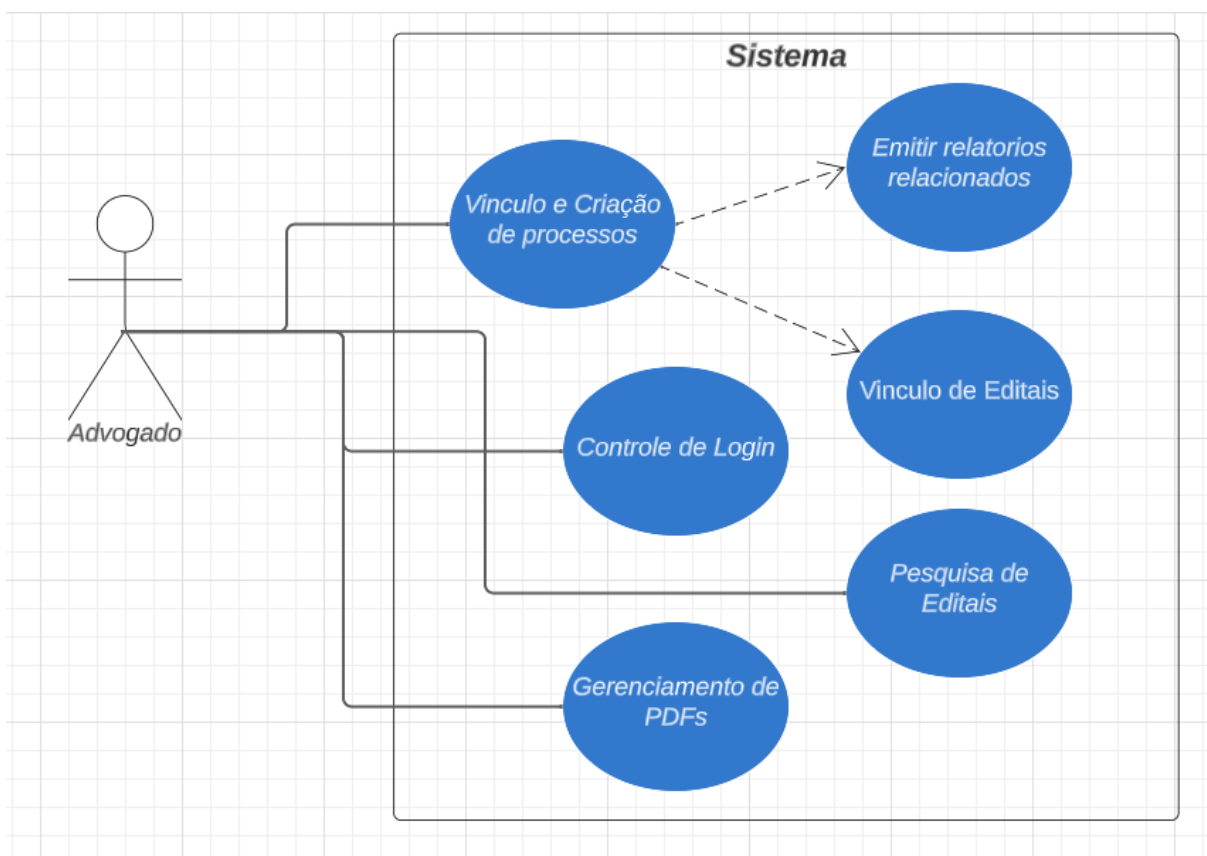 Sistema
Emitir relatorios
relacionados
Vinculo e Criação
de processos
Vinculo de Editais
Advogado
Controle de Login
Pesquisa de
Editais
Gerenciamento de
PDFs